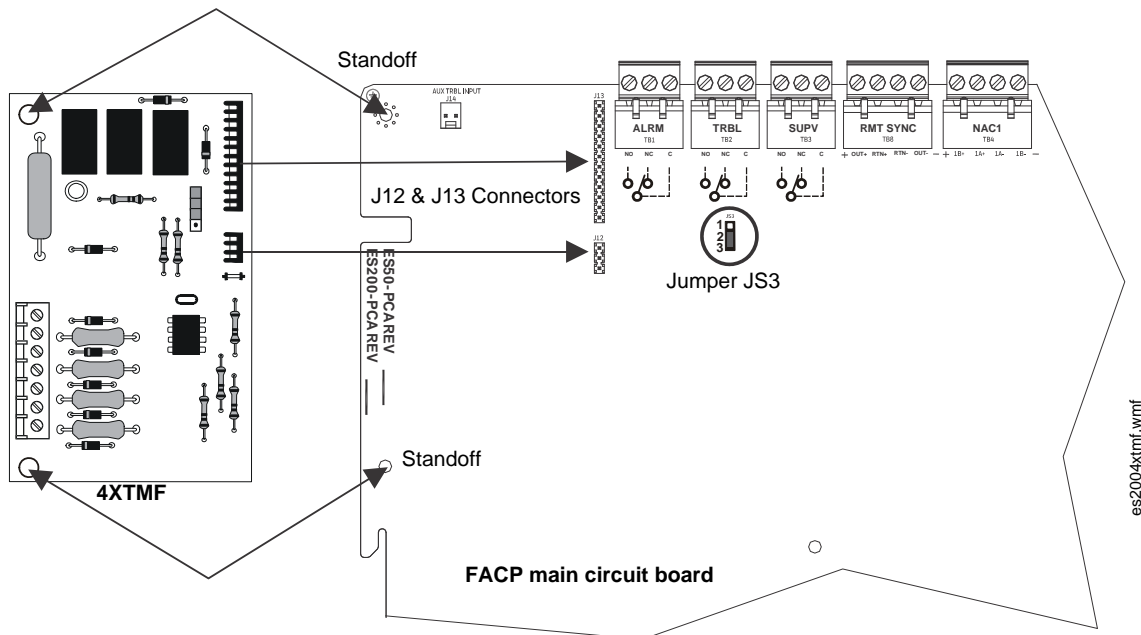 Standoff
AUX TRBL INPUT
J14
J13
ALRM
TB1
NO NC C
TRBL
TB2
NO NC C
SUPV
TB3
NO NC C
RMT SYNC
TB8
+ OUT+ RTN+ RTN- OUT- -
NAC1
TB4
+ 1B+ 1A+ 1A- 1B- -
J12 & J13 Connectors
J12
JS3
1
2
3
Jumper JS3
ES50-PCA REV
ES200-PCA REV
Standoff
4XTMF
FACP main circuit board
es2004xtmf.wmf